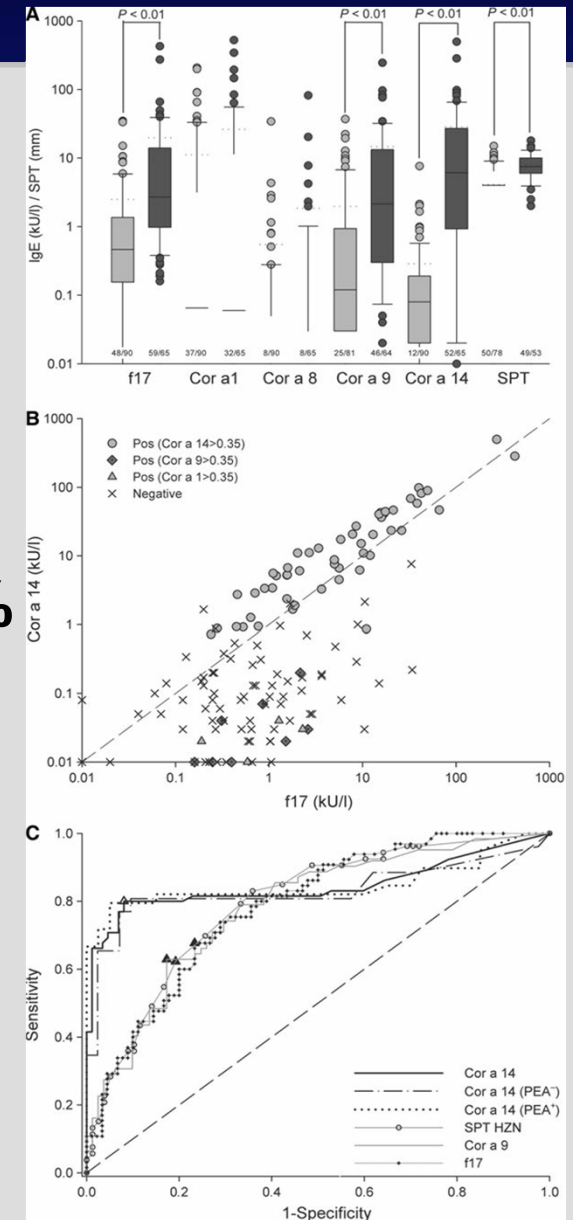 A
P < 0.01 P < 0.01 P < 0.01 P < 0.01
IgE (kU/l) / SPT (mm)
1000
100
10
1
0.1
0.01
48/90 59/65 37/90 32/65 8/90 8/65 25/81 46/64 12/90 52/65 50/78 49/53
f17 Cor a1 Cor a 8 Cor a 9 Cor a 14 SPT
B
Cor a 14 (kU/l)
1000
100
10
1
0.1
0.01
Pos (Cor a 14>0.35)
Pos (Cor a 9>0.35)
Pos (Cor a 1>0.35)
Negative
0.01 0.1 1 10 100 1000
f17 (kU/l)
C
Sensitivity
1.0
0.8
0.6
0.4
0.2
0.0
Cor a 14
Cor a 14 (PEA⁻)
Cor a 14 (PEA⁺)
SPT HZN
Cor a 9
f17
0.0 0.2 0.4 0.6 0.8 1.0
1-Specificity